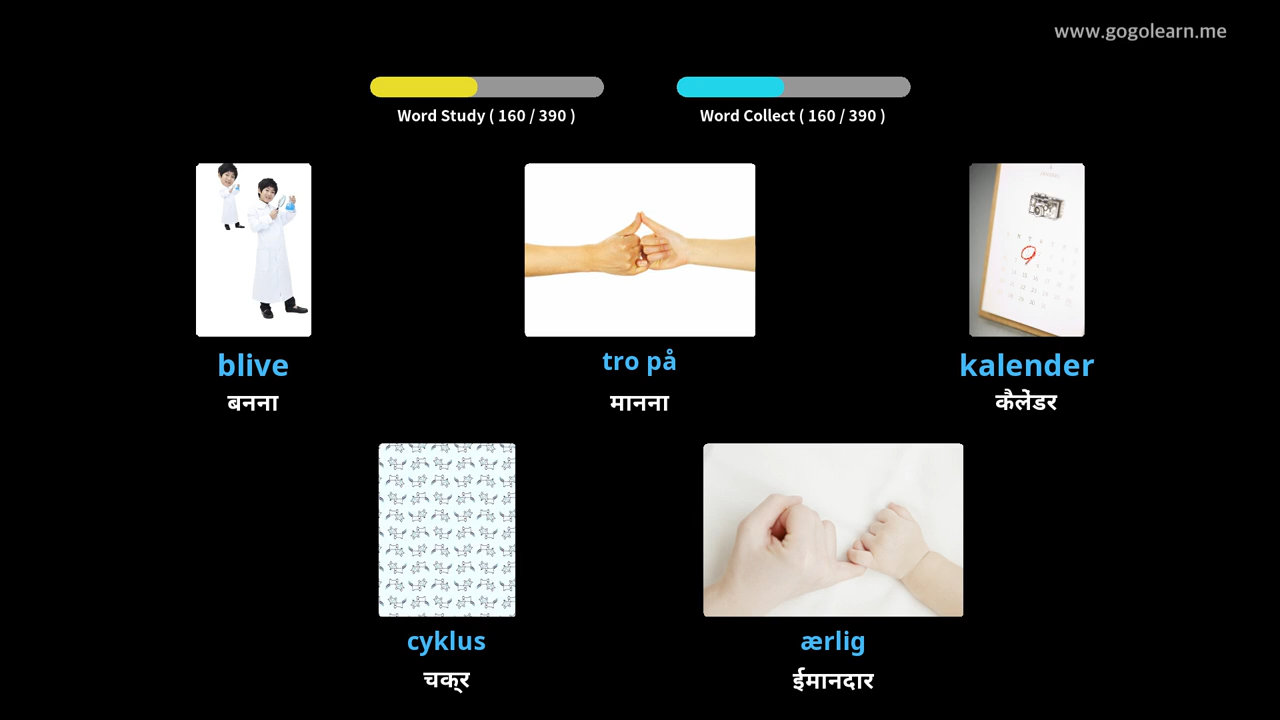 www.gogolearn.me
Word Study ( 160 / 390 )
Word Collect ( 160 / 390 )
blive
tro på
kalender
बनना
मानना
कैलेंडर
cyklus
ærlig
चक्र
ईमानदार